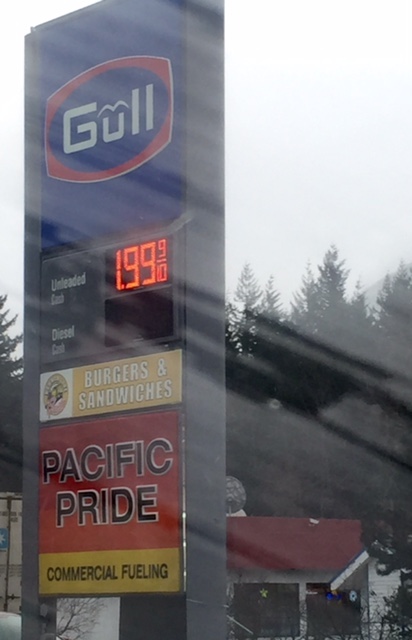 Gull
Unleaded
Cash
1.99 9/10
Diesel
Cash
BURGERS &
SANDWICHES
PACIFIC
PRIDE
COMMERCIAL FUELING